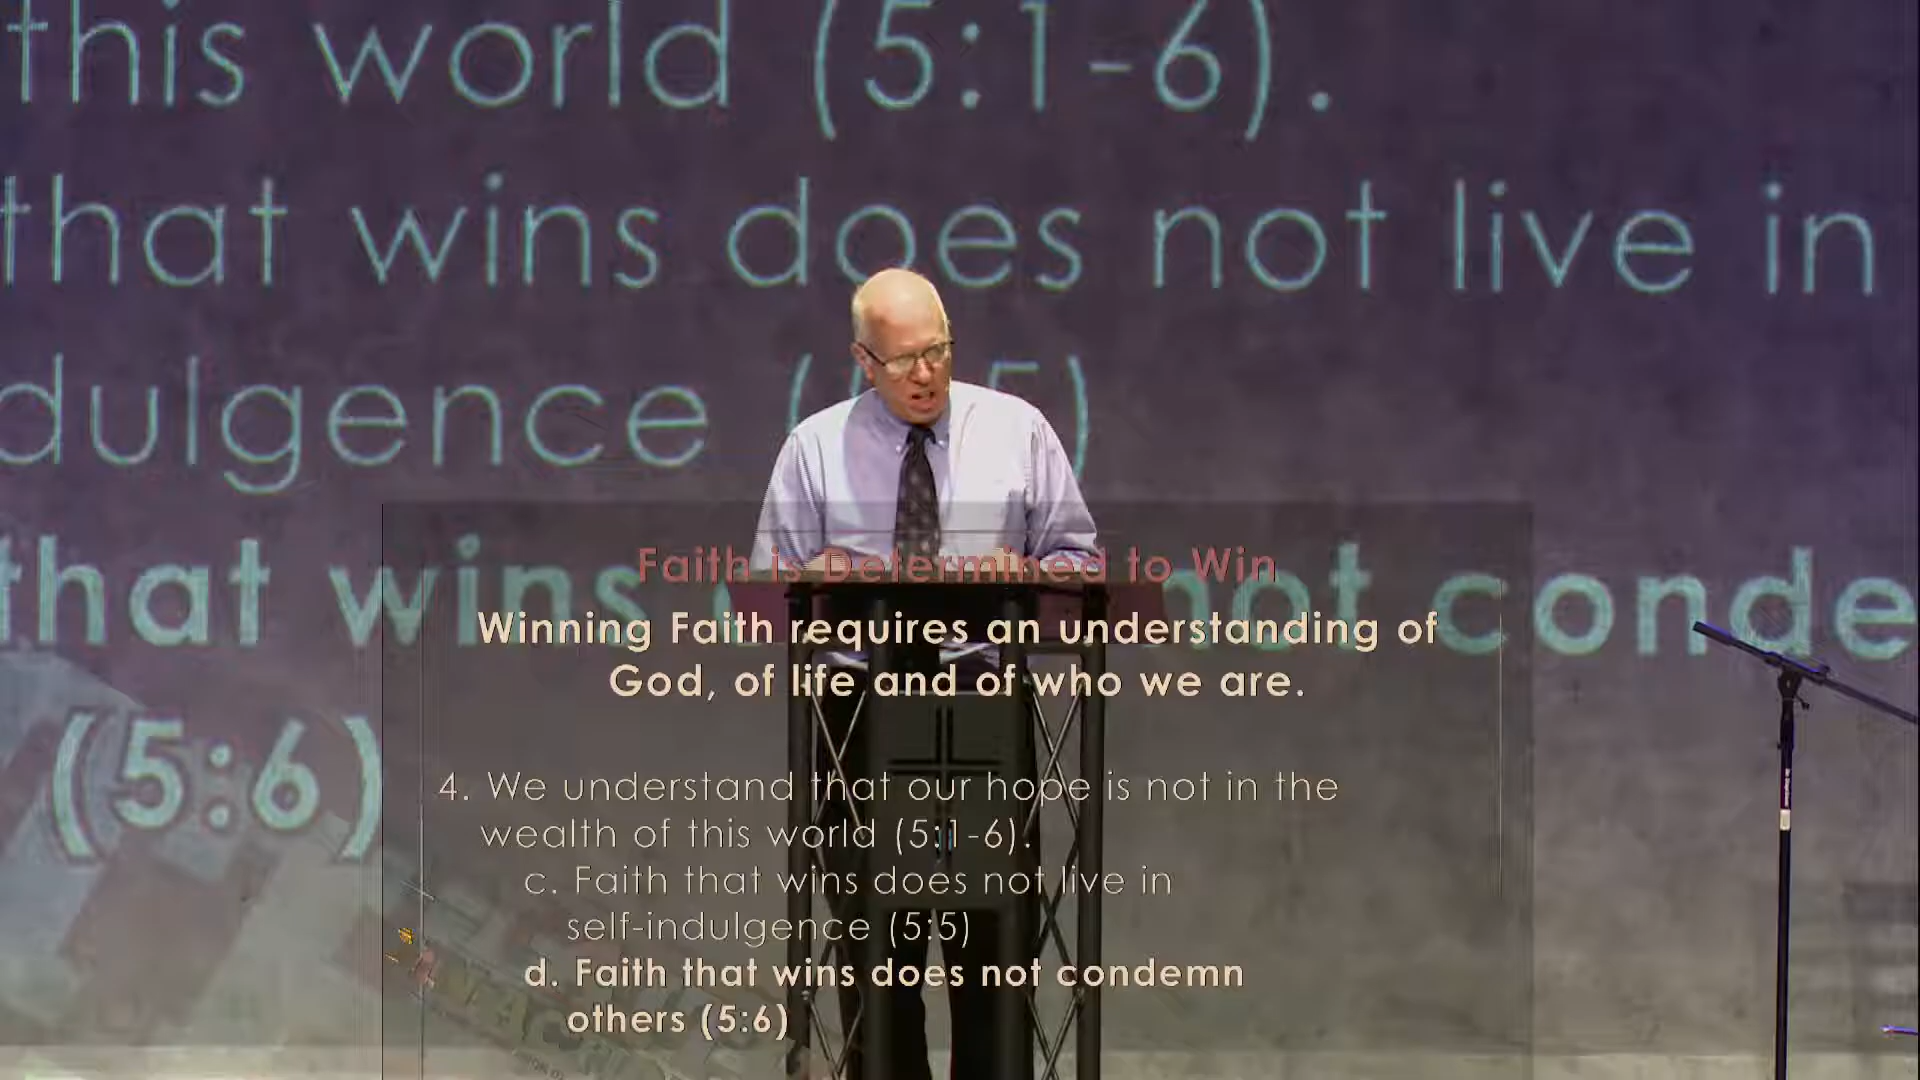 this world (5:1-6).
that wins does not live in
dulgence ( 5)
that wins not conde
(5:6)
Faith is Determined to Win
Winning Faith requires an understanding of
God, of life and of who we are.
4. We understand that our hope is not in the
wealth of this world (5:1-6).
c. Faith that wins does not live in
self-indulgence (5:5)
d. Faith that wins does not condemn
others (5:6)